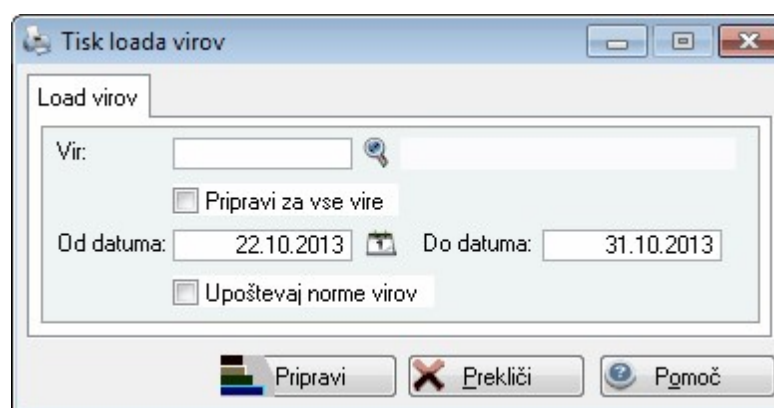 Tisk loada virov
Load virov
Vir:
Pripravi za vse vire
Od datuma: 22.10.2013 1 Do datuma: 31.10.2013
Upoštevaj norme virov
Pripravi Prekliči Pomoč